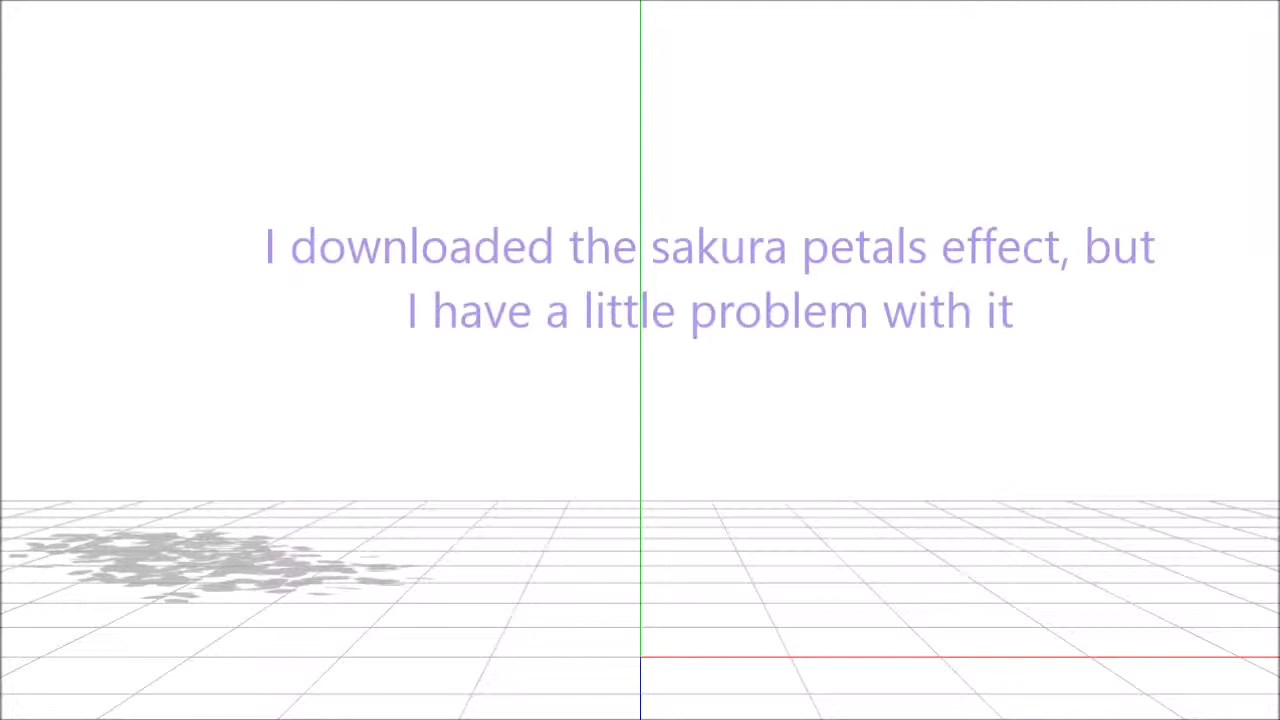 I downloaded the sakura petals effect, but
I have a little problem with it